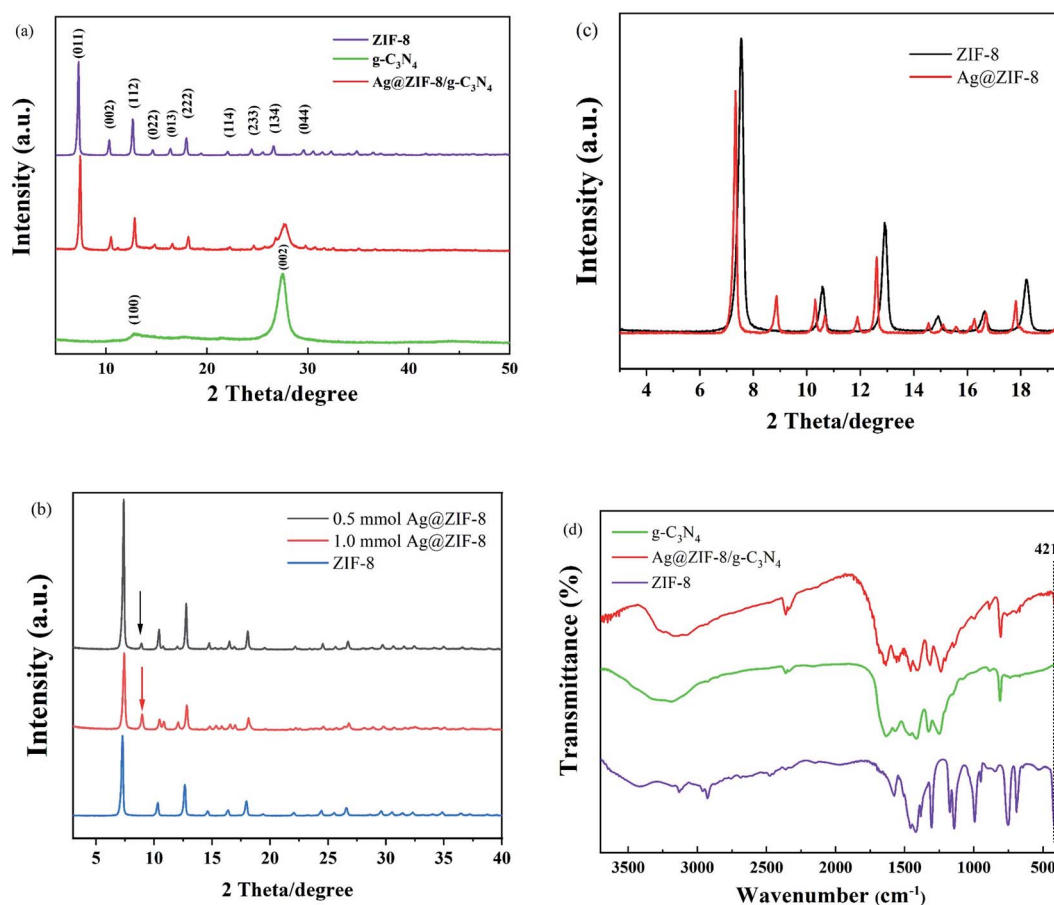 (a)
ZIF-8
g-C₃N₄
Ag@ZIF-8/g-C₃N₄
(011)
(002)
(112)
(022)
(013)
(222)
(114)
(233)
(134)
(044)
(002)
(100)
Intensity (a.u.)
10 20 30 40 50
2 Theta/degree
(c)
ZIF-8
Ag@ZIF-8
Intensity (a.u.)
4 6 8 10 12 14 16 18
2 Theta/degree
(b)
0.5 mmol Ag@ZIF-8
1.0 mmol Ag@ZIF-8
ZIF-8
Intensity (a.u.)
5 10 15 20 25 30 35 40
2 Theta/degree
(d)
g-C₃N₄
Ag@ZIF-8/g-C₃N₄
ZIF-8
421
Transmittance (%)
3500 3000 2500 2000 1500 1000 500
Wavenumber (cm⁻¹)